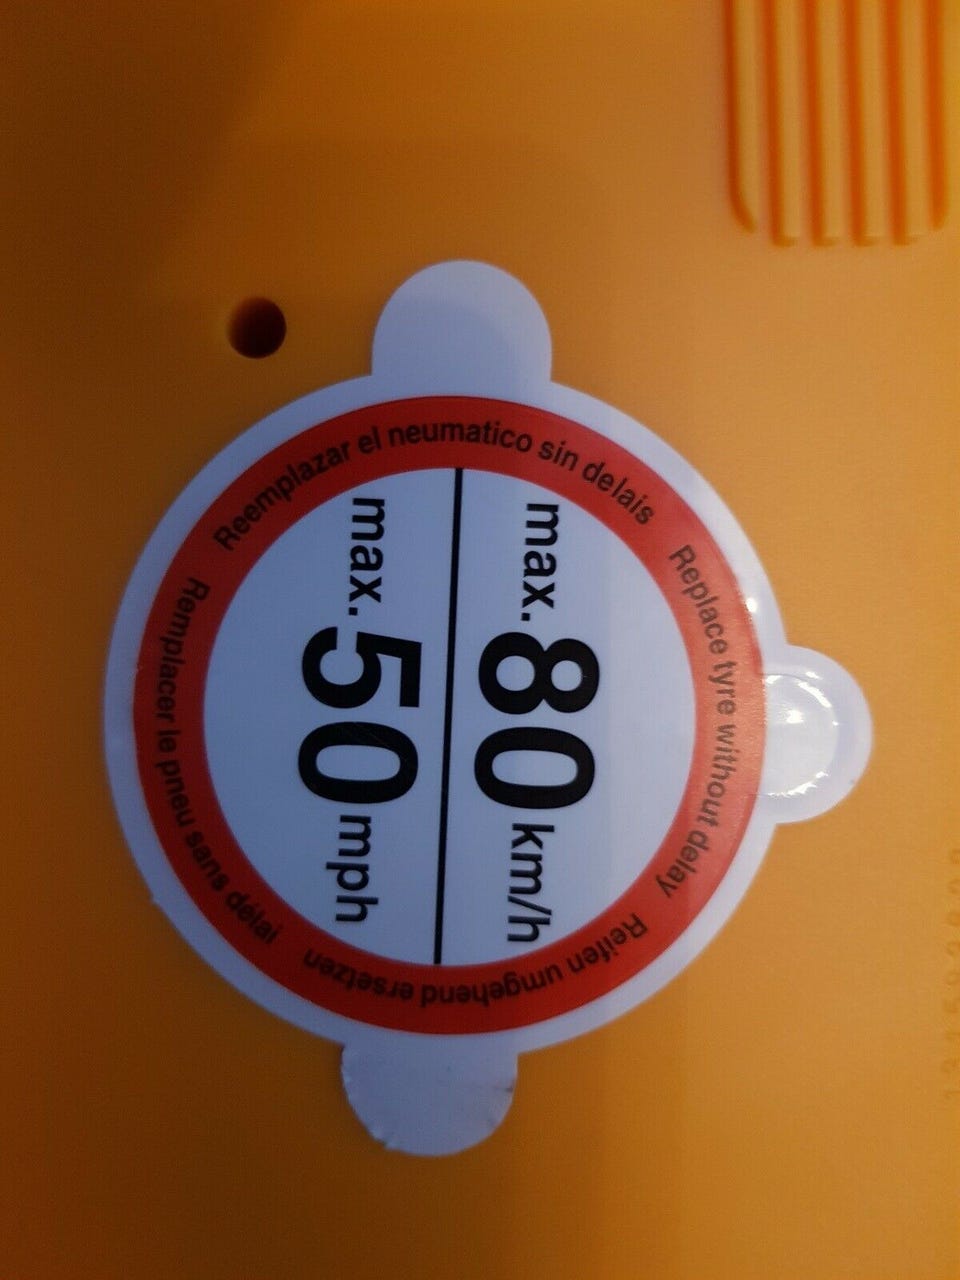 max. 80 km/h
max. 50 mph
Replace tyre without delay
Reifen umgehend ersetzen
Remplacer le pneu sans délai
Reemplazar el neumatico sin delais